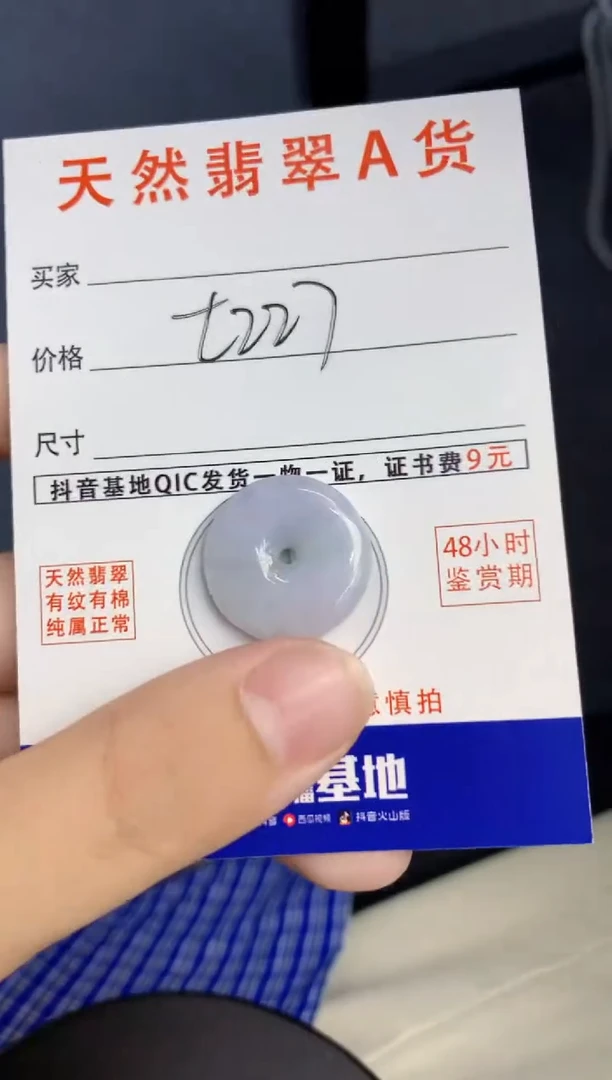 天然翡翠A货
买家
价格 t227
尺寸
抖音基地QIC发货一物一证，证书费9元
天然翡翠
有纹有棉
纯属正常
48小时
鉴赏期
慎拍
基地
西瓜视频 抖音火山版